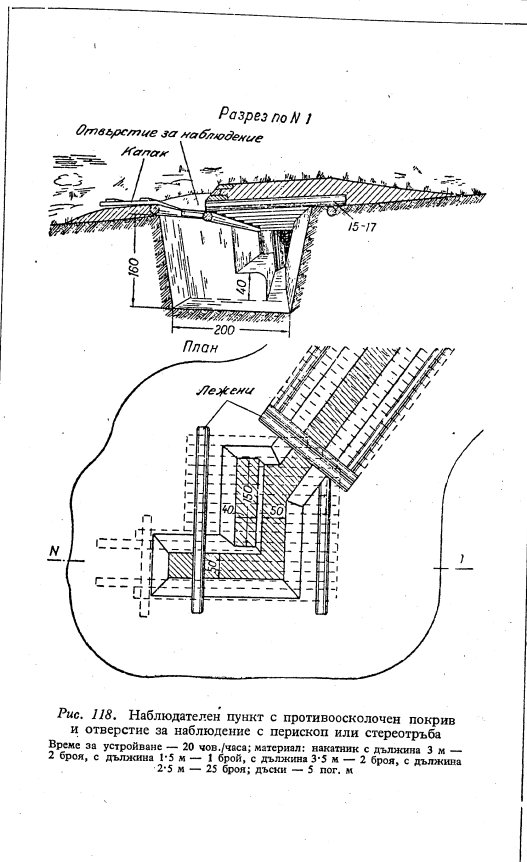 Разрез по N 1
Отвърстие за наблюдение
Капак
15-17
160
40
200
План
Лежени
150
40
50
50
N
1
Рис. 118. Наблюдателен пункт с противоосколочен покрив
и отверстие за наблюдение с перископ или стереотръба
Време за устройване — 20 чов./часа; материал: накатник с дължина 3 м —
2 броя, с дължина 1·5 м — 1 брой, с дължина 3·5 м — 2 броя, с дължина
2·5 м — 25 броя; дъски — 5 пог. м